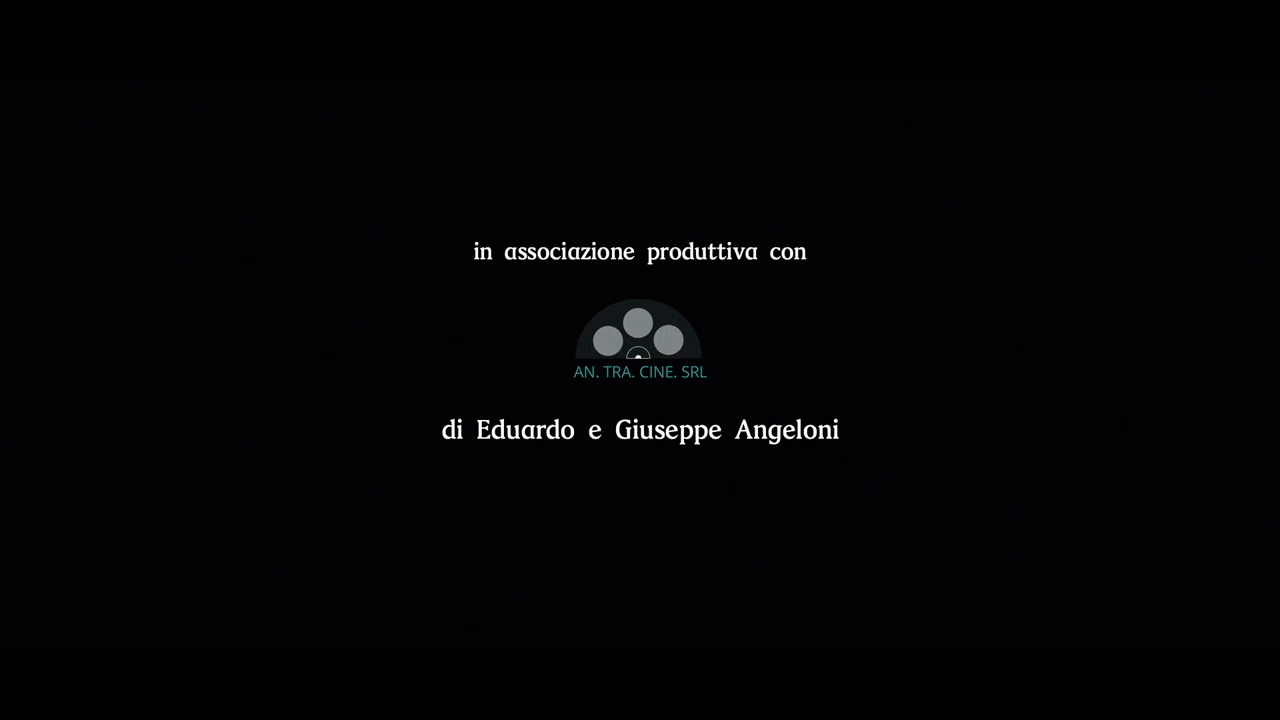 in associazione produttiva con
AN. TRA. CINE. SRL
di Eduardo e Giuseppe Angeloni